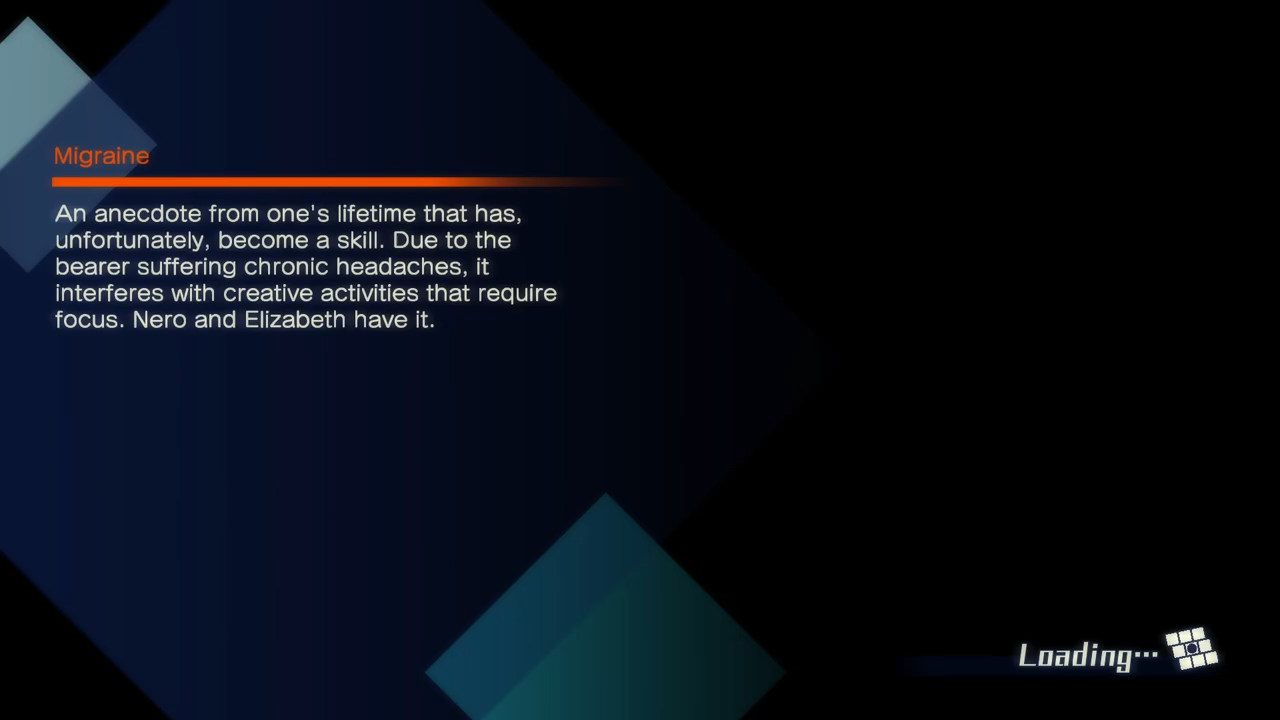 Migraine
An anecdote from one's lifetime that has,
unfortunately, become a skill. Due to the
bearer suffering chronic headaches, it
interferes with creative activities that require
focus. Nero and Elizabeth have it.
Loading…